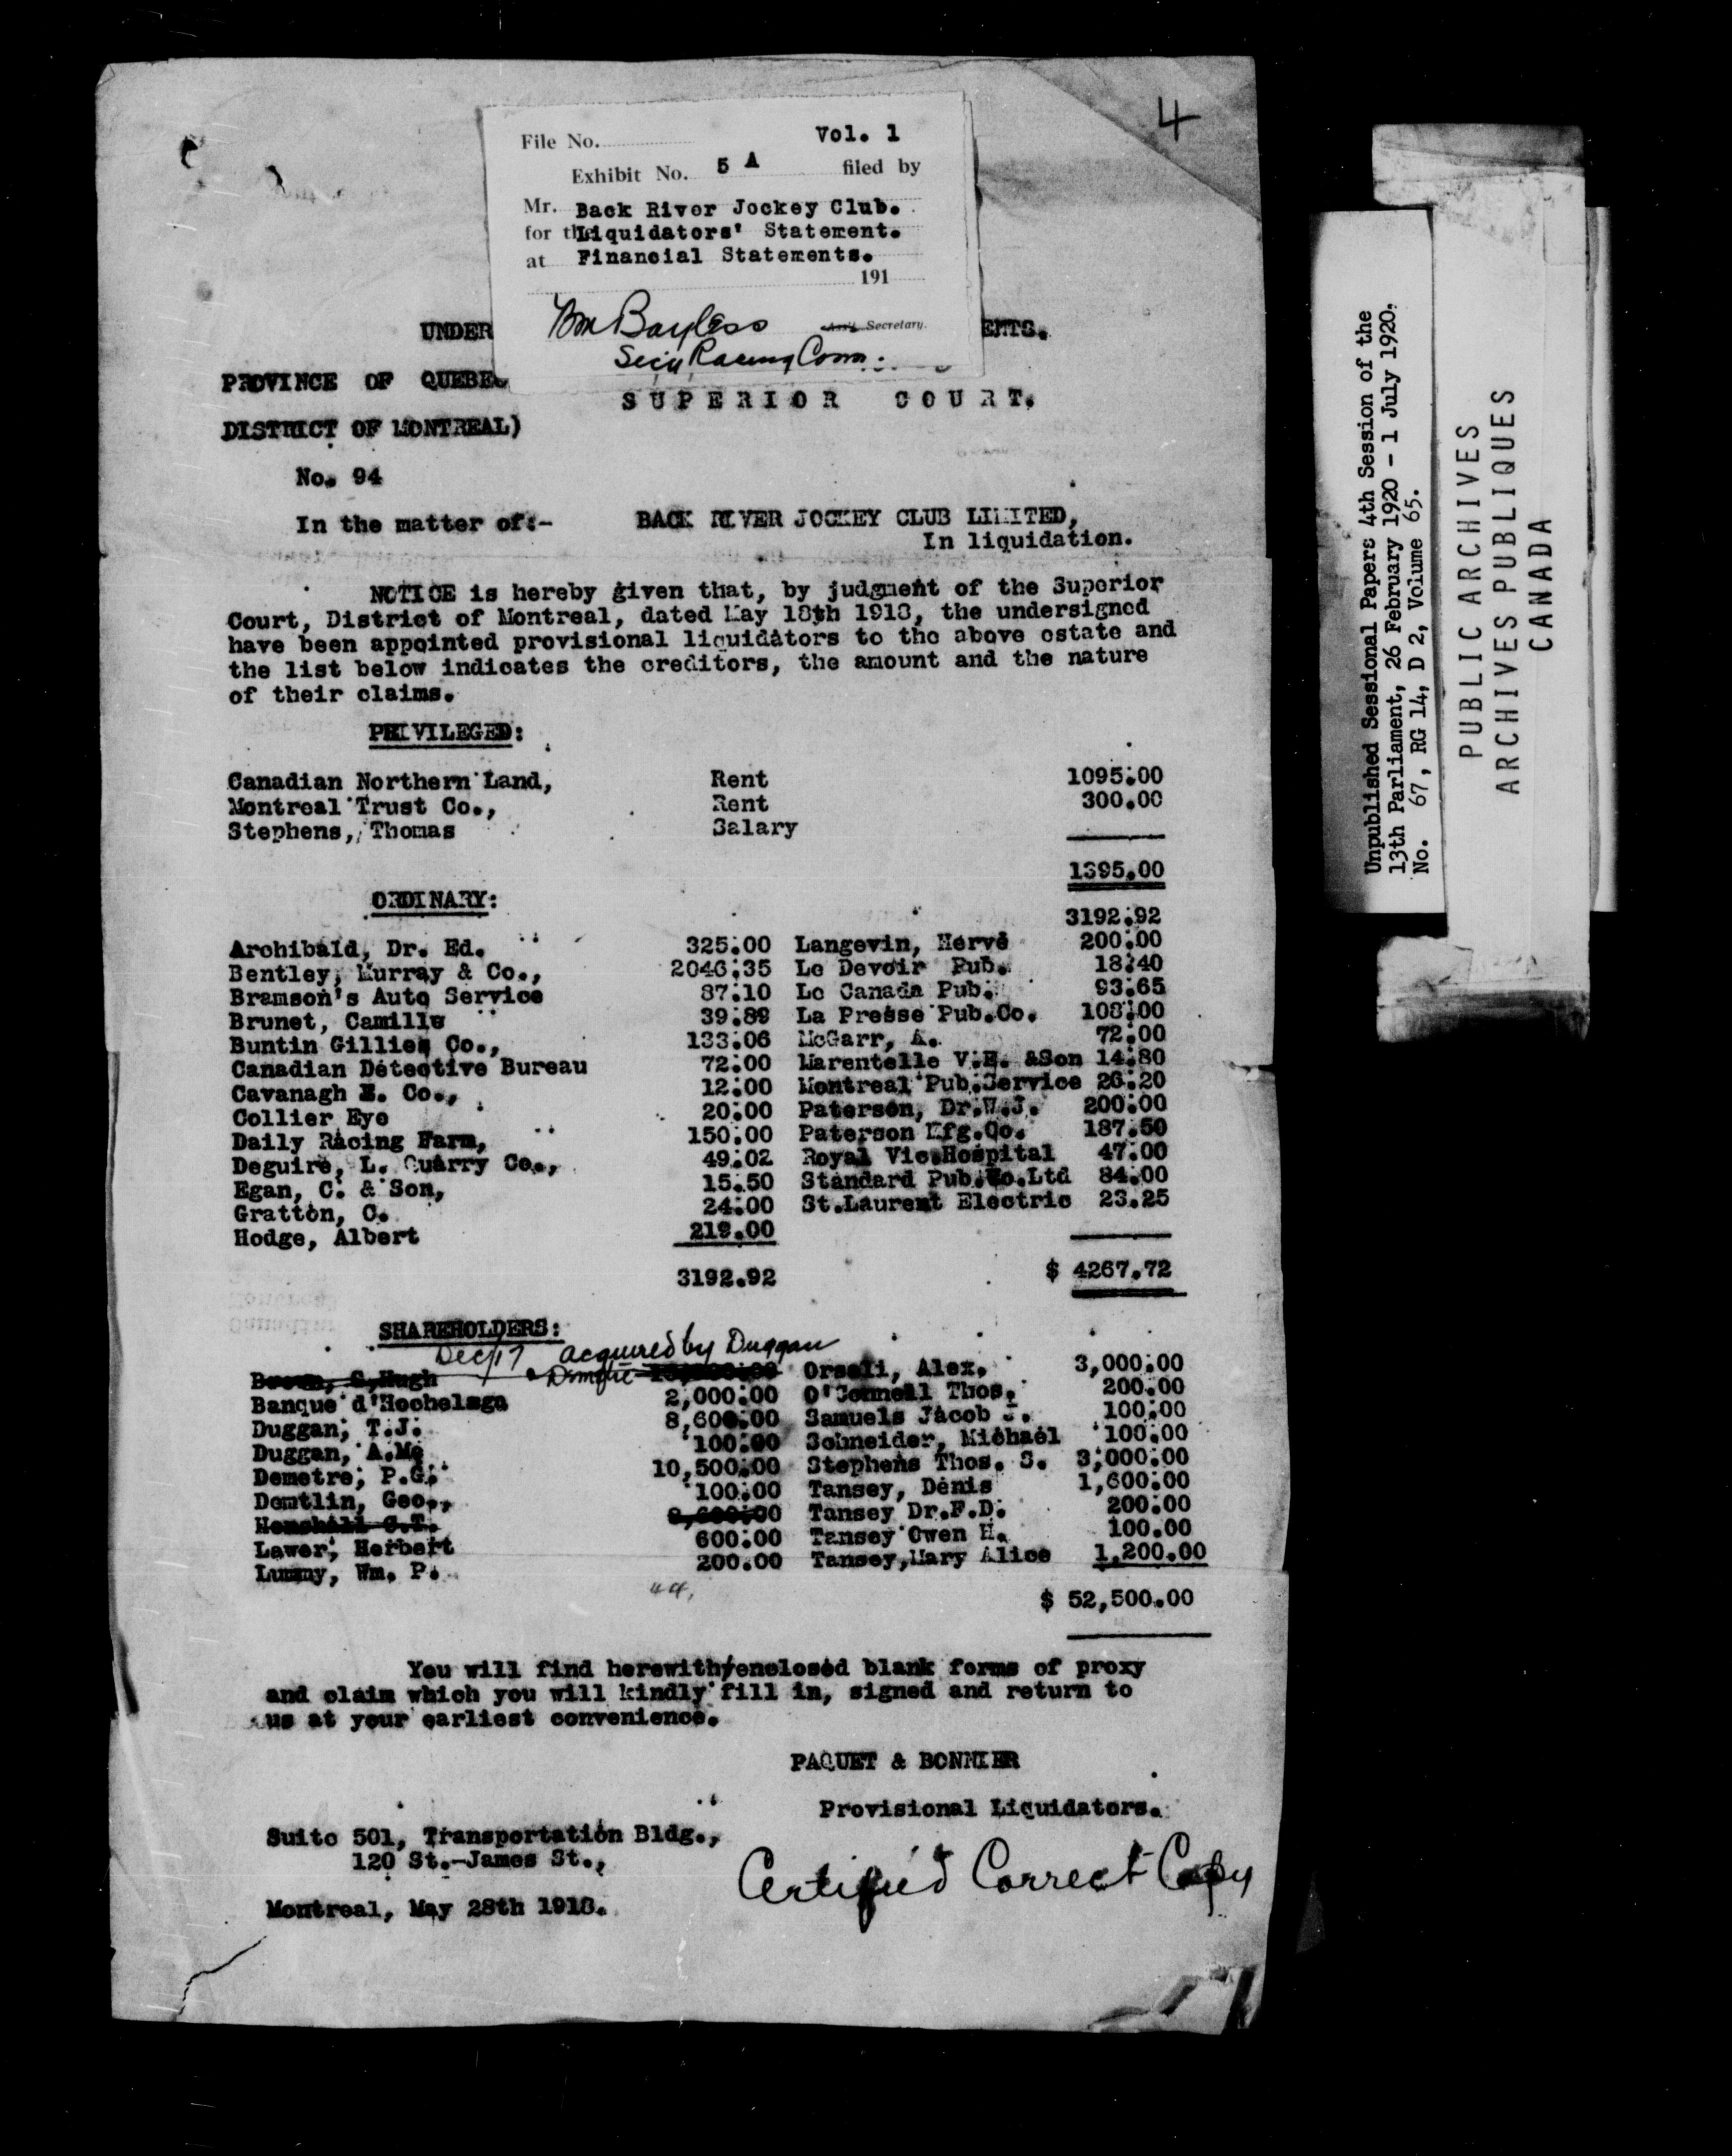 4
File No. Vol. 1
Exhibit No. 5 A filed by
Mr. Back River Jockey Club.
for the Liquidators' Statement.
at Financial Statements.
191
Wm Bayless Secretary.
Secy Racing Com.
UNDER ENTS.
PROVINCE OF QUEBEC
SUPERIOR COURT.
DISTRICT OF MONTREAL)
No. 94
In the matter of:- BACK RIVER JOCKEY CLUB LIMITED,
In liquidation.
NOTICE is hereby given that, by judgment of the Superior
Court, District of Montreal, dated May 18th 1918, the undersigned
have been appointed provisional liquidators to the above estate and
the list below indicates the creditors, the amount and the nature
of their claims.
PRIVILEGED:
Canadian Northern Land, Rent 1095.00
Montreal Trust Co., Rent 300.00
Stephens, Thomas Salary
1395.00
ORDINARY:
3192.92
Archibald, Dr. Ed. 325.00 Langevin, Hervé 200.00
Bentley, Murray & Co., 2046.35 Le Devoir Pub. 18.40
Bramson's Auto Service 87.10 Le Canada Pub. 93.65
Brunet, Camille 39.89 La Presse Pub.Co. 108.00
Buntin Gillies Co., 133.06 McGarr, A. 72.00
Canadian Detective Bureau 72.00 Marentelle V.E. &Son 14.80
Cavanagh E. Co., 12.00 Montreal Pub.Service 26.20
Collier Eye 20.00 Paterson, Dr.W.J. 200.00
Daily Racing Farm, 150.00 Paterson Mfg.Co. 187.50
Deguire, L. Quarry Co., 49.02 Royal Vic.Hospital 47.00
Egan, C. & Son, 15.50 Standard Pub.Co.Ltd 84.00
Gratton, O. 24.00 St.Laurent Electric 23.25
Hodge, Albert 219.00
3192.92 $ 4267.72
SHAREHOLDERS:
Dec/17 acquired by Duggan
Hugh Orsali, Alex. 3,000.00
Banque d'Hochelaga 2,000.00 O'Connell Thos. 200.00
Duggan, T.J. 8,600.00 Samuels Jacob J. 100.00
Duggan, A.Mc 100.00 Schneider, Michael 100.00
Demetre, P.G. 10,500.00 Stephens Thos. S. 3,000.00
Dentlin, Geo., 100.00 Tansey, Denis 1,600.00
Tansey Dr.F.D. 200.00
Lawer, Herbert 600.00 Tansey Owen H. 100.00
Lunny, Wm. P. 200.00 Tansey,Mary Alice 1,200.00
$ 52,500.00
You will find herewith/enclosed blank forms of proxy
and claim which you will kindly fill in, signed and return to
us at your earliest convenience.
PAQUET & BONNIER
Provisional Liquidators.
Suite 501, Transportation Bldg.,
120 St.-James St.,
Certified Correct Copy
Montreal, May 28th 1918.
Unpublished Sessional Papers 4th Session of the
13th Parliament, 26 February 1920 - 1 July 1920.
No. 67, RG 14, D 2, Volume 65.
PUBLIC ARCHIVES
ARCHIVES PUBLIQUES
CANADA